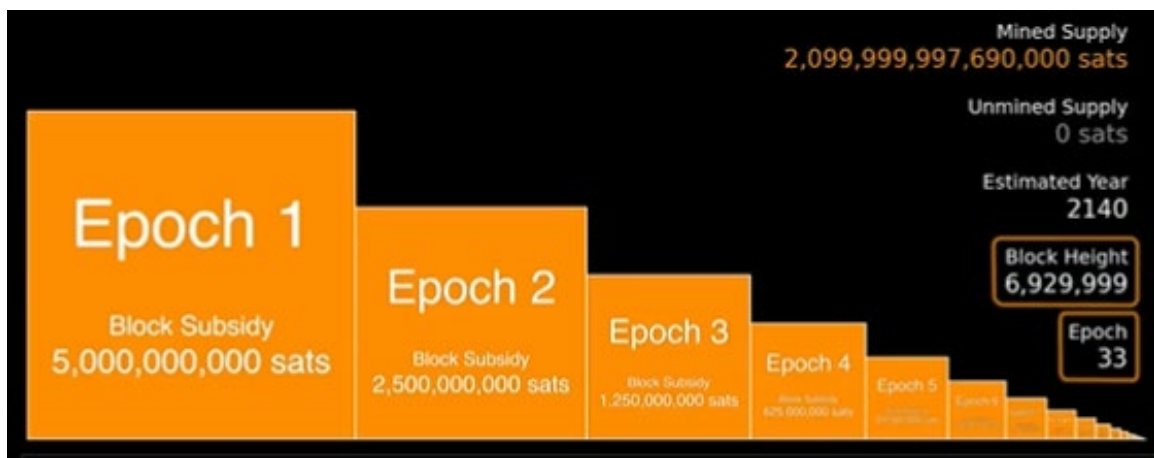 Mined Supply
2,099,999,997,690,000 sats
Unmined Supply
0 sats
Estimated Year
2140
Block Height
6,929,999
Epoch
33
Epoch 1
Block Subsidy
5,000,000,000 sats
Epoch 2
Block Subsidy
2,500,000,000 sats
Epoch 3
Block Subsidy
1.250,000,000 sats
Epoch 4
Block Subsidy
625.000,000 sats
Epoch 5
Epoch 6